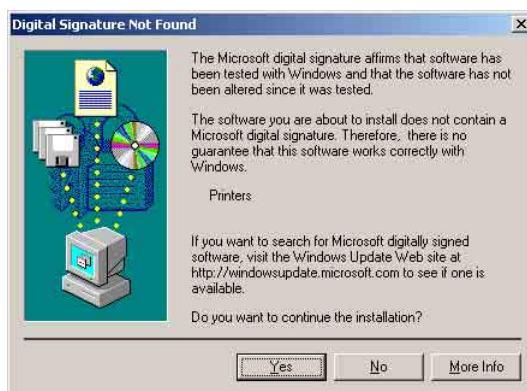 Digital Signature Not Found
The Microsoft digital signature affirms that software has
been tested with Windows and that the software has not
been altered since it was tested.
The software you are about to install does not contain a
Microsoft digital signature. Therefore, there is no
guarantee that this software works correctly with
Windows.
Printers
If you want to search for Microsoft digitally signed
software, visit the Windows Update Web site at
http://windowsupdate.microsoft.com to see if one is
available.
Do you want to continue the installation?
Yes No More Info